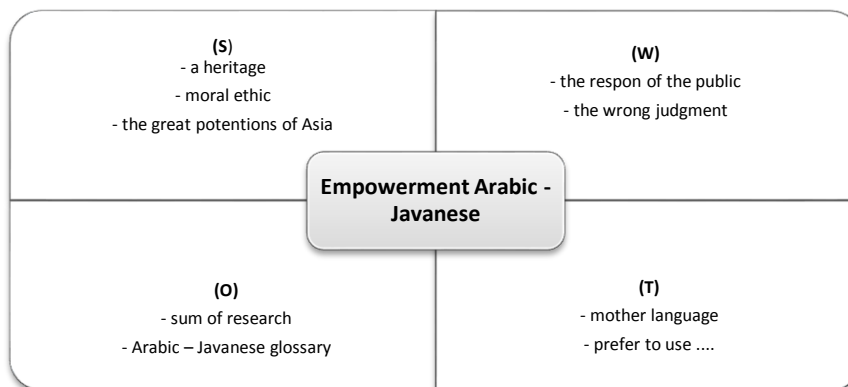 (S)
- a heritage
- moral ethic
- the great potentions of Asia
(W)
- the respon of the public
- the wrong judgment
Empowerment Arabic -
Javanese
(O)
- sum of research
- Arabic – Javanese glossary
(T)
- mother language
- prefer to use ....